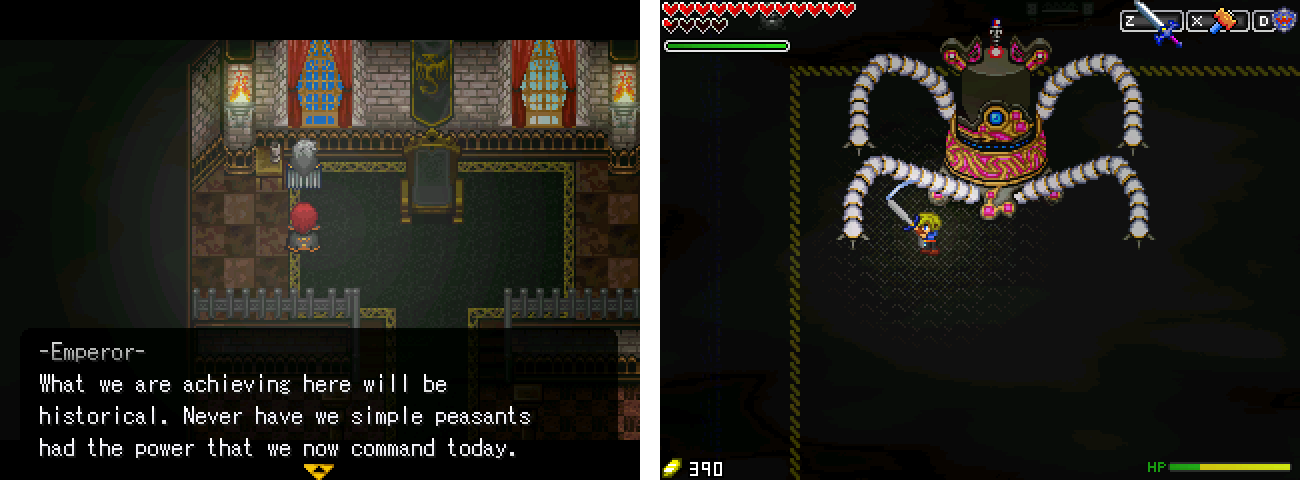 -Emperor-
What we are achieving here will be
historical. Never have we simple peasants
had the power that we now command today.
Z X D
390
HP